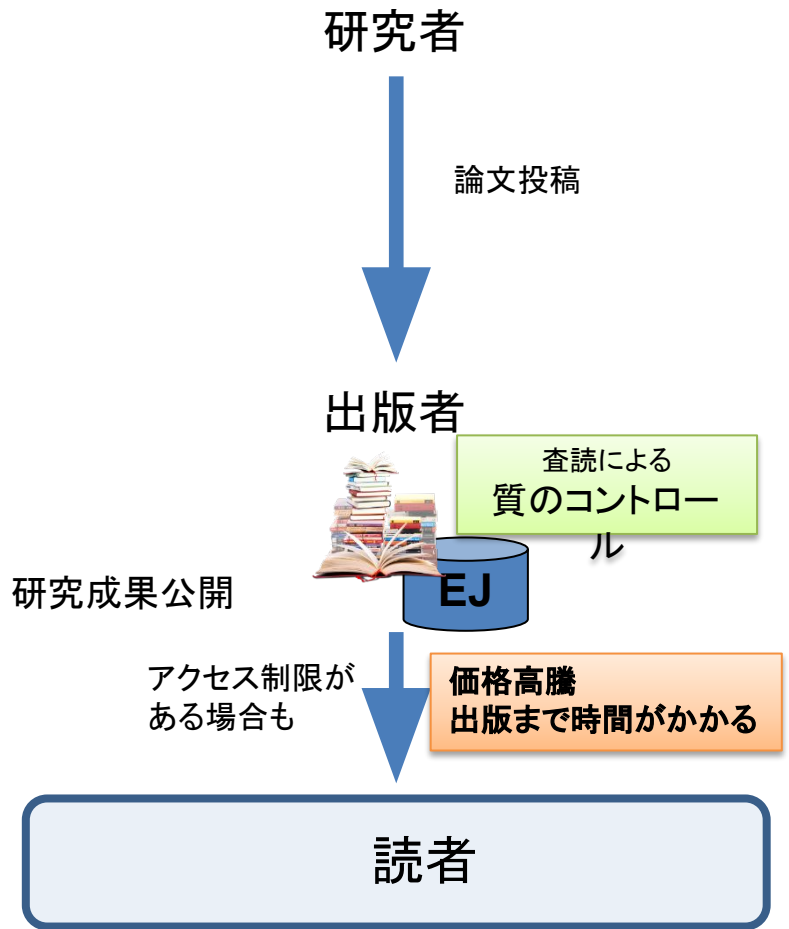 研究者
論文投稿
出版者
査読による
質のコントロー
ル
EJ
研究成果公開
アクセス制限が
ある場合も
価格高騰
出版まで時間がかかる
読者